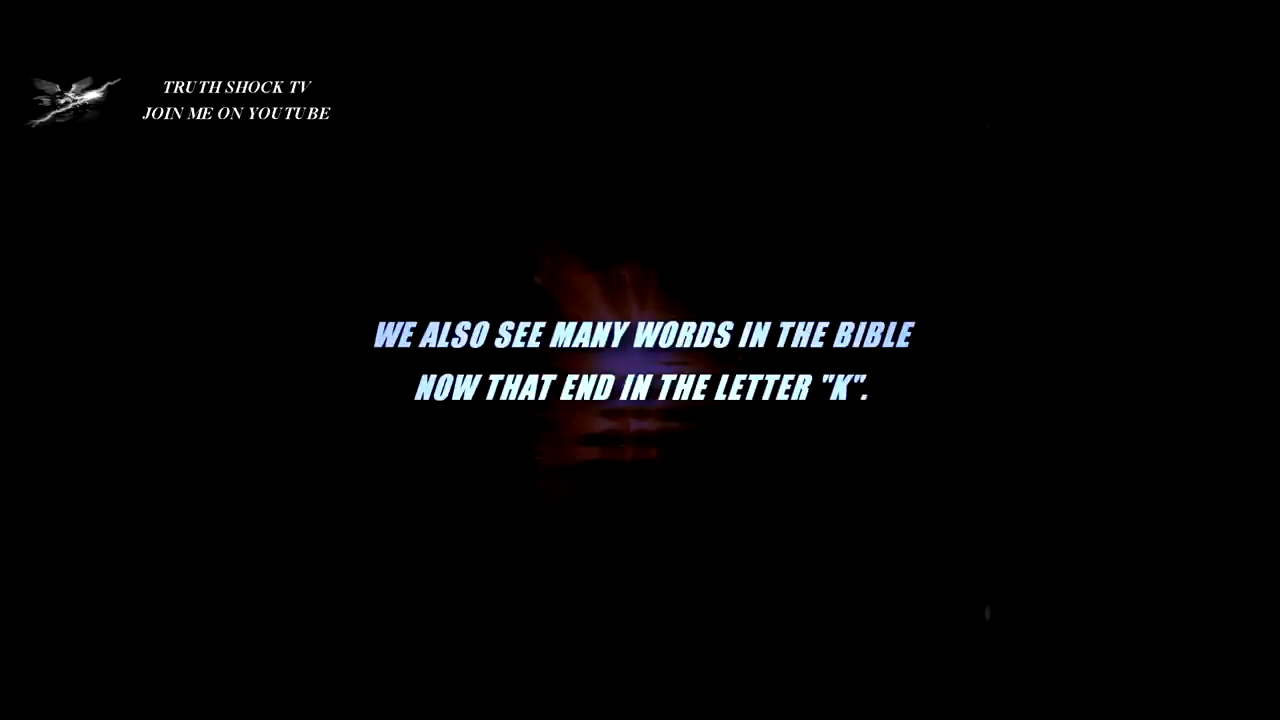 TRUTH SHOCK TV
JOIN ME ON YOUTUBE
WE ALSO SEE MANY WORDS IN THE BIBLE
NOW THAT END IN THE LETTER "K".